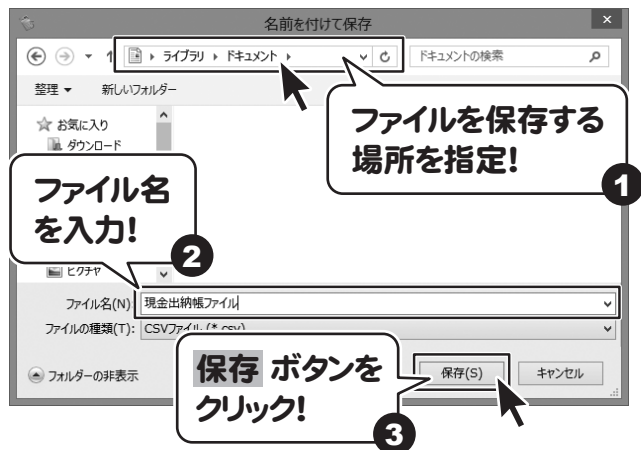 名前を付けて保存
ライブラリ ドキュメント
ドキュメントの検索
整理 新しいフォルダー
お気に入り
ダウンロード
ファイルを保存する
場所を指定!
1
ファイル名
を入力!
2
ピクチャ
ファイル名(N): 現金出納帳ファイル
ファイルの種類(T): CSVファイル (*.csv)
保存 ボタンを
クリック!
3
フォルダーの非表示
保存(S)
キャンセル